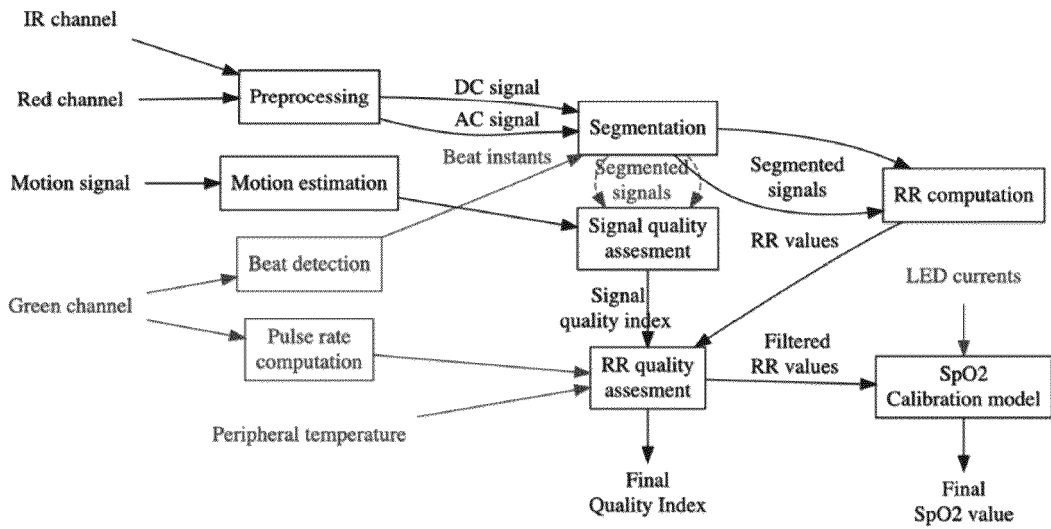 IR channel
Red channel
Preprocessing
DC signal
AC signal
Segmentation
Beat instants
Segmented
signals
Segmented
signals
Motion signal
Motion estimation
RR computation
Signal quality
assesment
RR values
Beat detection
Green channel
LED currents
Signal
quality index
Pulse rate
computation
RR quality
assesment
Filtered
RR values
SpO2
Calibration model
Peripheral temperature
Final
Quality Index
Final
SpO2 value